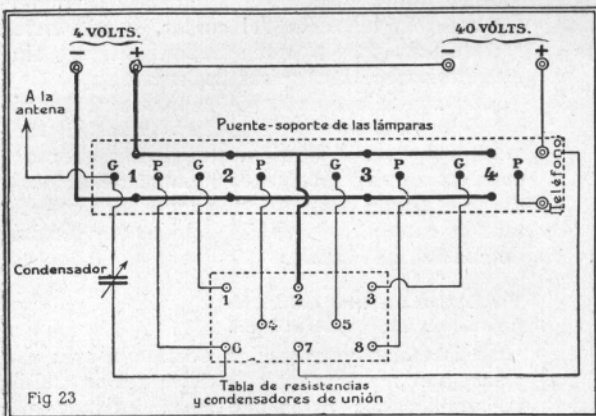 4 VOLTS.
40 VOLTS.
- +
- +
A la
antena
Puente-soporte de las lámparas
G 1 P G 2 P G 3 P G 4 P
Teléfono
Condensador
1 2 3
4 5
6 7 8
Tabla de resistencias
y condensadores de unión
Fig 23